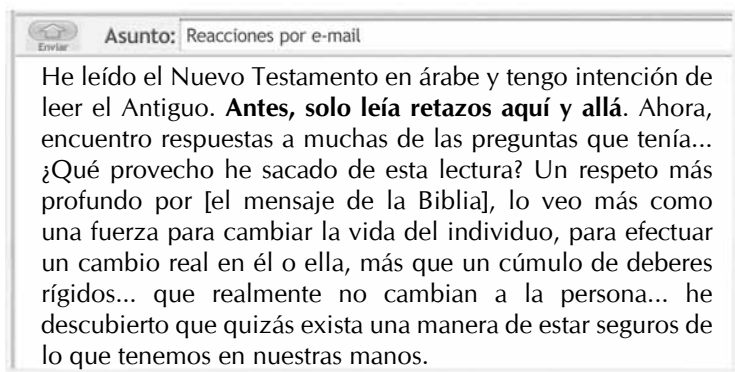 Enviar
Asunto: Reacciones por e-mail
He leído el Nuevo Testamento en árabe y tengo intención de
leer el Antiguo. Antes, solo leía retazos aquí y allá. Ahora,
encuentro respuestas a muchas de las preguntas que tenía...
¿Qué provecho he sacado de esta lectura? Un respeto más
profundo por [el mensaje de la Biblia], lo veo más como
una fuerza para cambiar la vida del individuo, para efectuar
un cambio real en él o ella, más que un cúmulo de deberes
rígidos... que realmente no cambian a la persona... he
descubierto que quizás exista una manera de estar seguros de
lo que tenemos en nuestras manos.